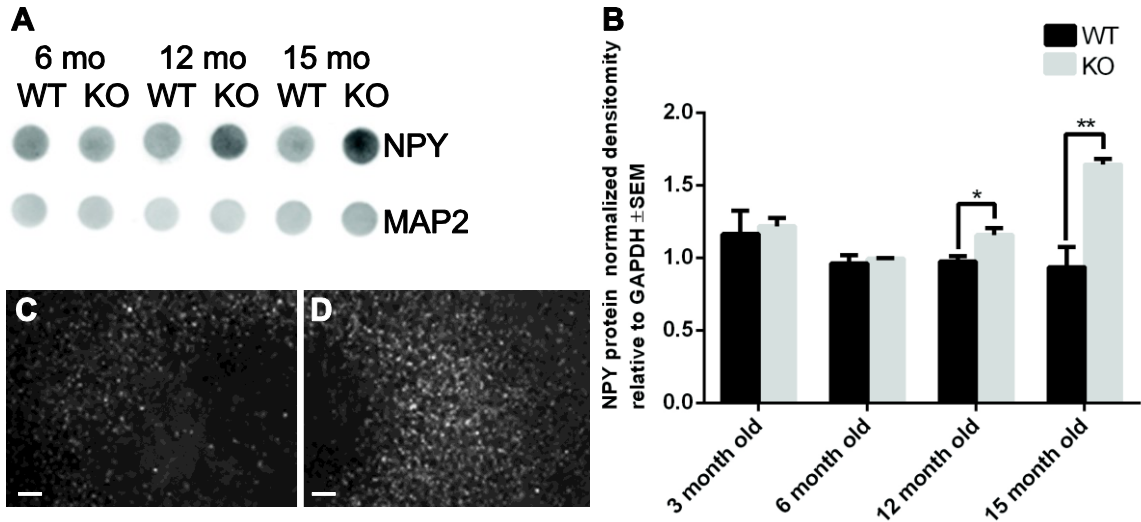 A
6 mo 12 mo 15 mo
WT KO WT KO WT KO
NPY
MAP2
C
D
B
WT
KO
NPY protein normalized densitomity
relative to GAPDH ±SEM
2.0
1.5
1.0
0.5
0.0
*
**
3 month old
6 month old
12 month old
15 month old